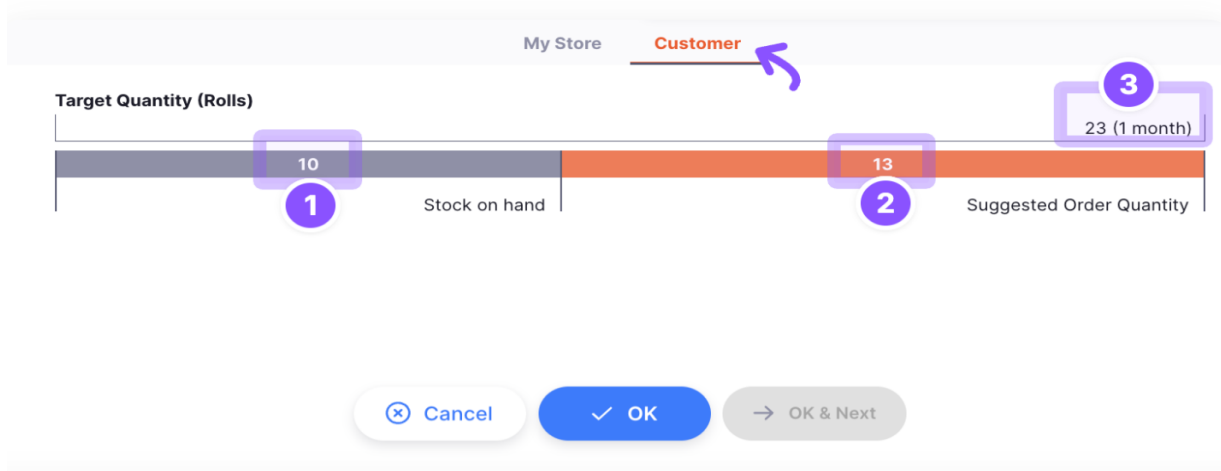 My Store Customer
3
Target Quantity (Rolls)
23 (1 month)
10 13
1 2
Stock on hand Suggested Order Quantity
Cancel OK OK & Next